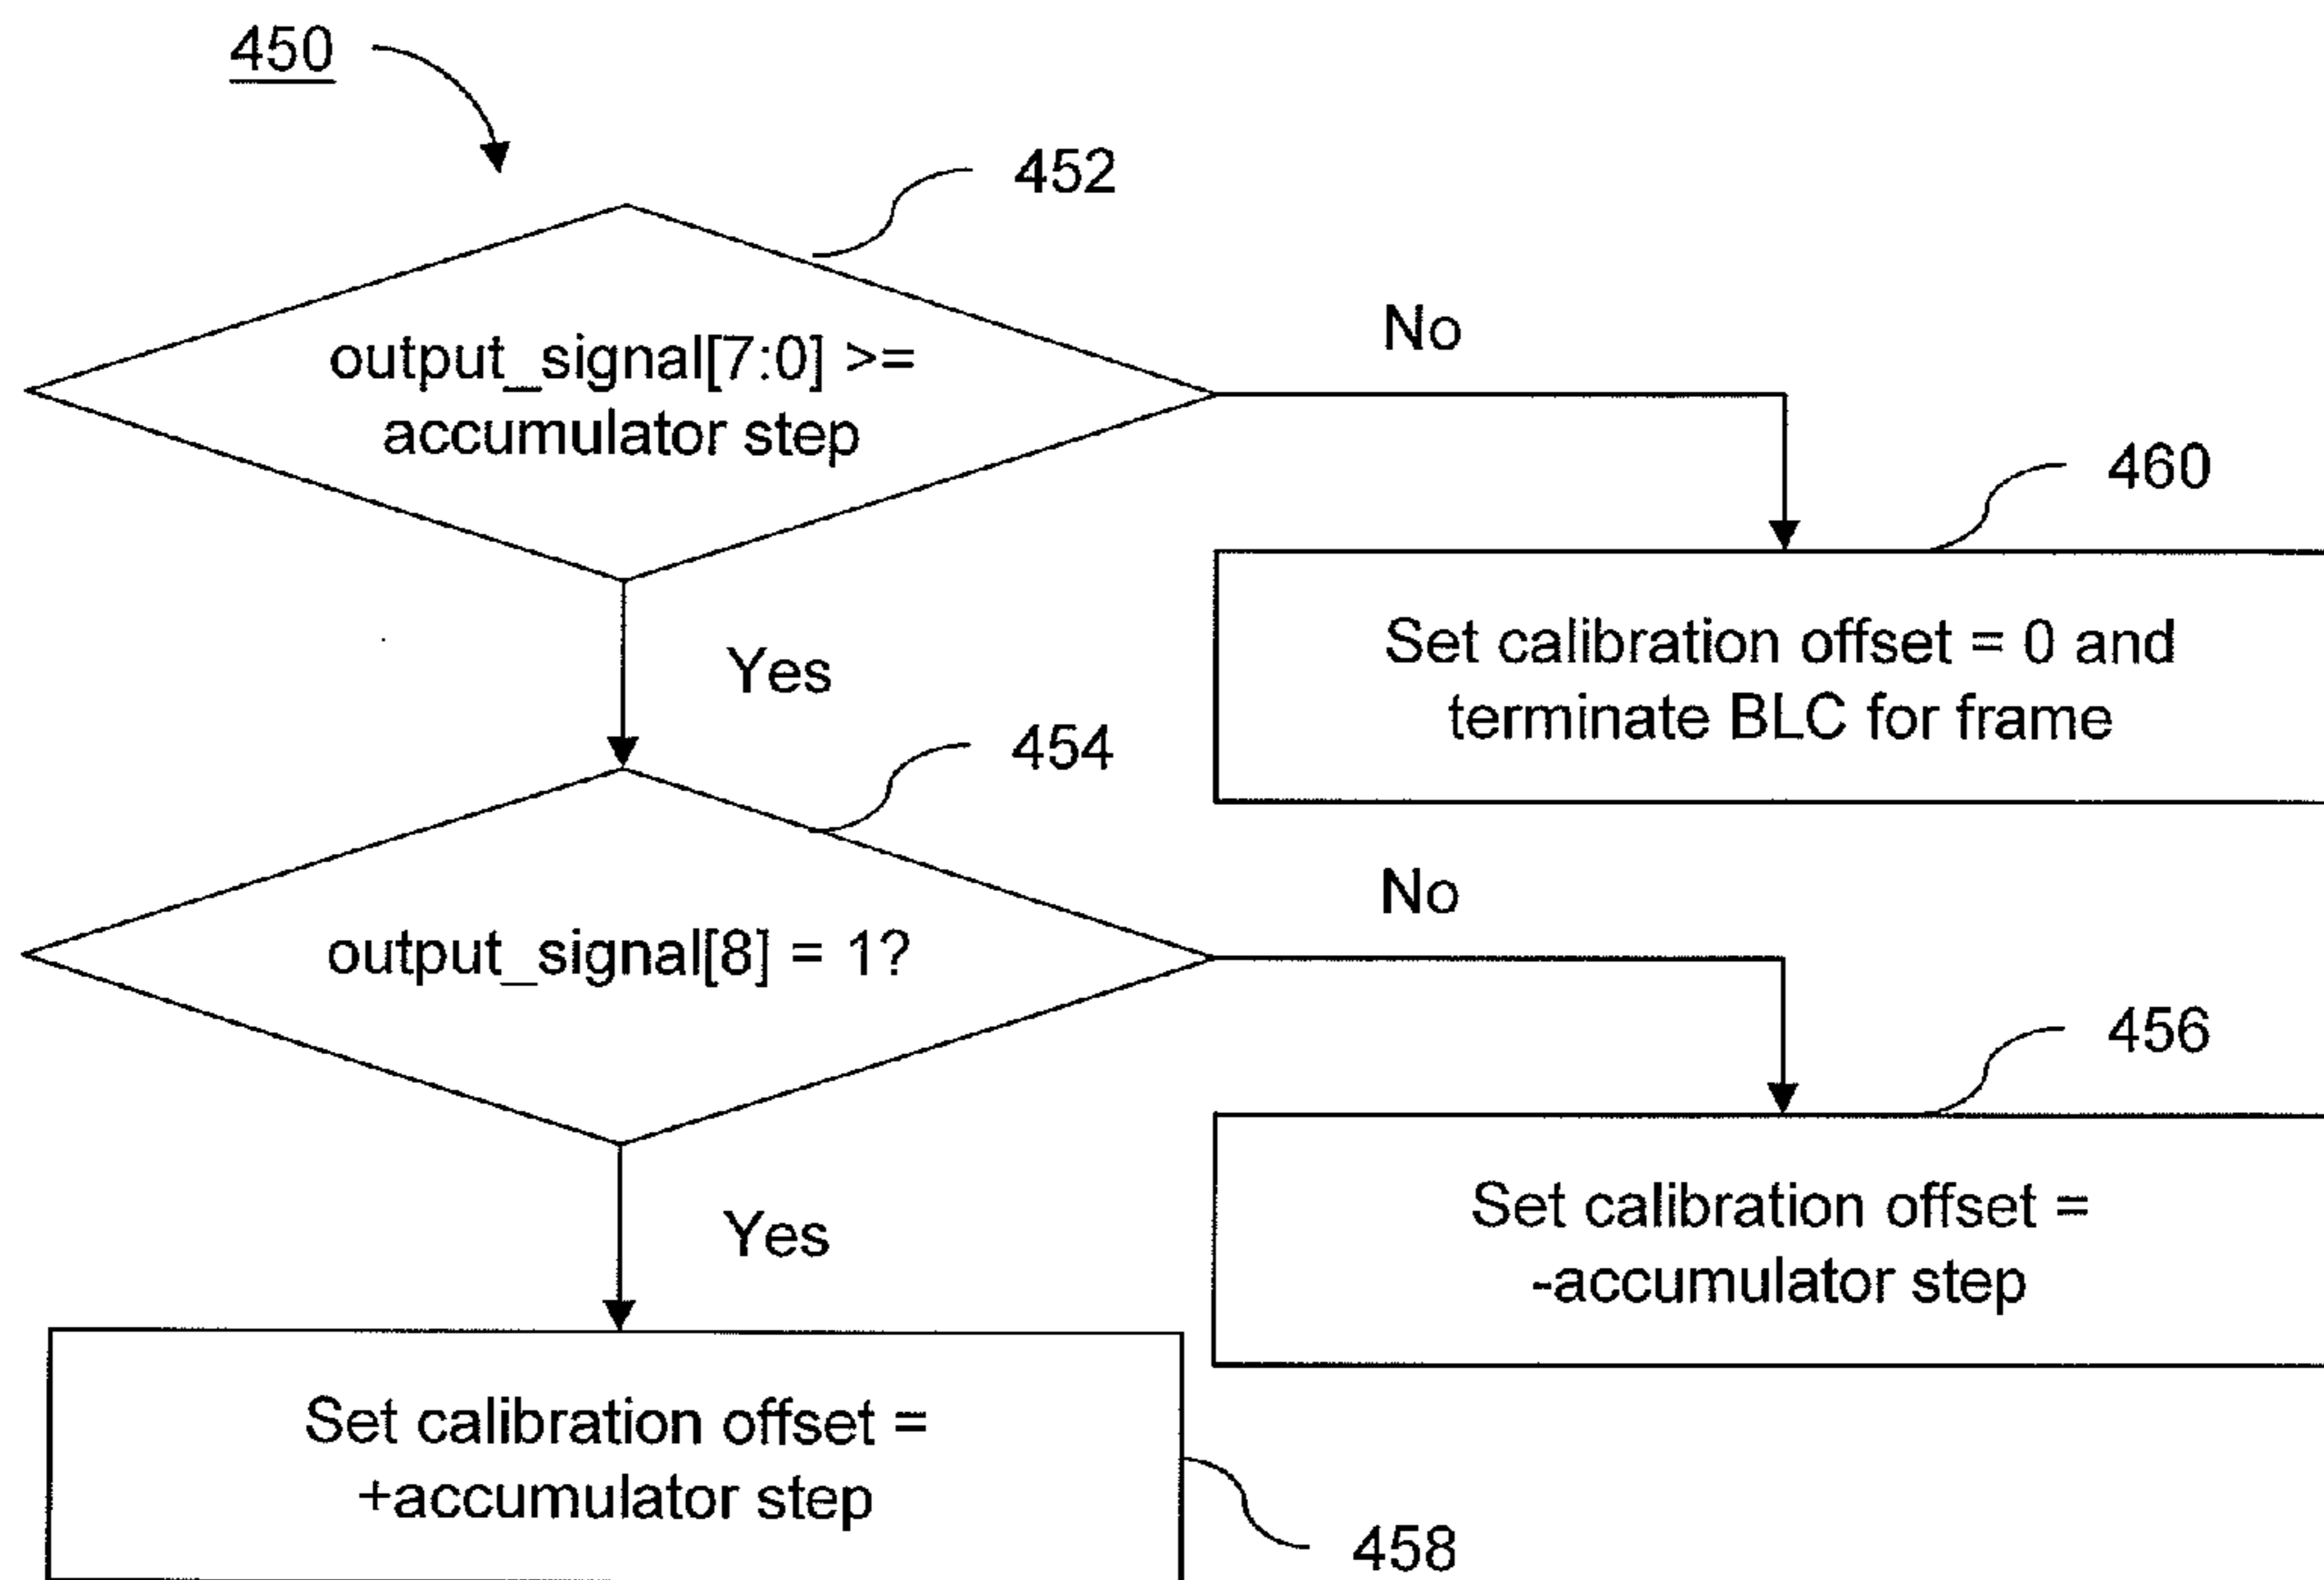 450
452
output_signal[7:0] >=
accumulator step
No
460
Set calibration offset = 0 and
terminate BLC for frame
Yes
454
output_signal[8] = 1?
No
456
Set calibration offset =
-accumulator step
Yes
Set calibration offset =
+accumulator step
458